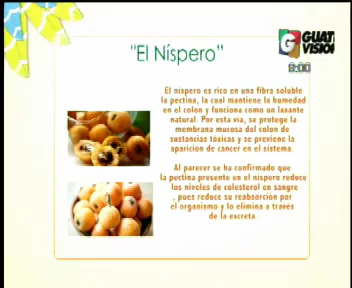 "El Níspero"
GUATE
VISION
8:00
El nispero es rico en una fibra soluble
la pectina, la cual mantiene la humedad
en el colon y funciona como un laxante
natural. Por esta via, se protege la
membrana mucosa del colon de
sustancias tóxicas y se previene la
aparición de cancer en el sistema.
Al parecer se ha confirmado que
la pectina presente en el nispero reduce
los niveles de colesterol en sangre
, pues reduce su reabsorción por
el organismo y lo elimina a través
de la excreta